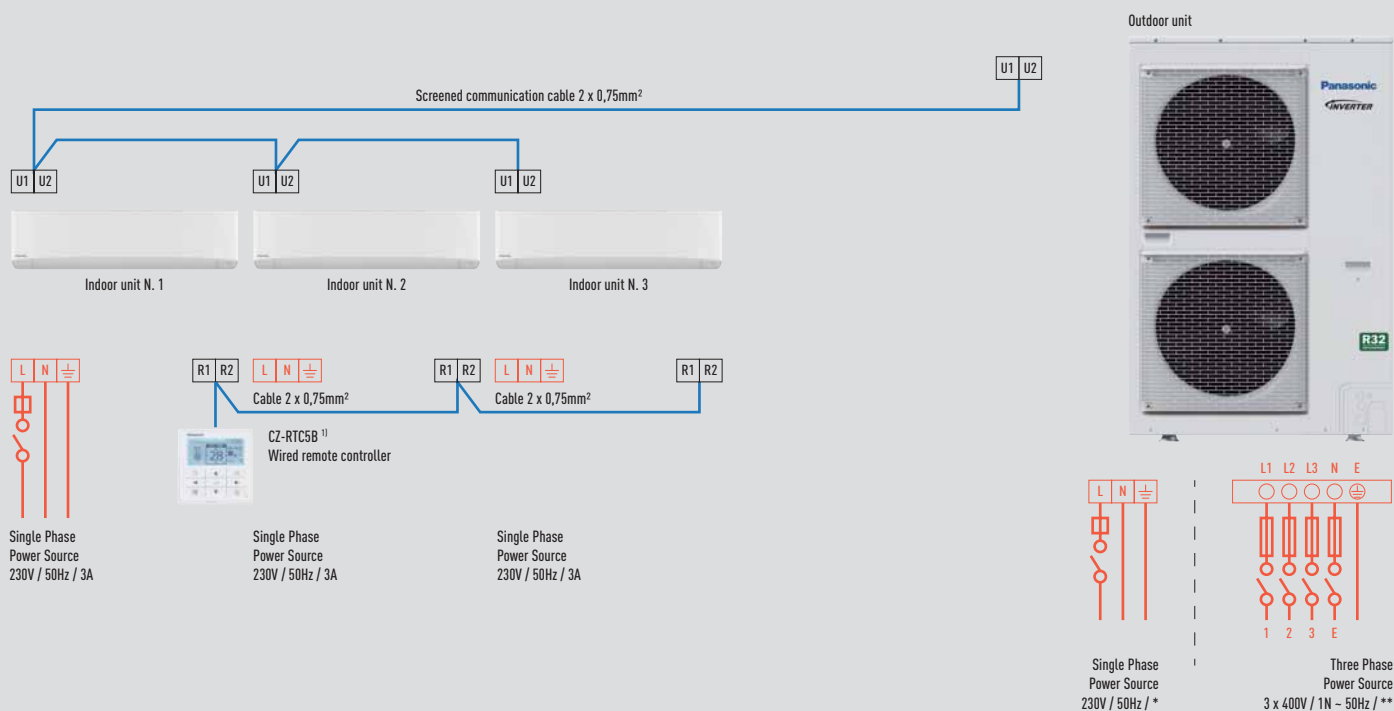 Outdoor unit
U1 U2
Screened communication cable 2 x 0,75mm²
Panasonic
INVERTER
U1 U2
U1 U2
U1 U2
Indoor unit N. 1
Indoor unit N. 2
Indoor unit N. 3
R32
L N
R1 R2
L N
R1 R2
L N
R1 R2
Cable 2 x 0,75mm²
Cable 2 x 0,75mm²
CZ-RTC5B ¹⁾
Wired remote controller
28
Single Phase
Power Source
230V / 50Hz / 3A
Single Phase
Power Source
230V / 50Hz / 3A
Single Phase
Power Source
230V / 50Hz / 3A
L N
L1 L2 L3 N E
1 2 3 E
Single Phase
Power Source
230V / 50Hz / *
Three Phase
Power Source
3 x 400V / 1N ~ 50Hz / **